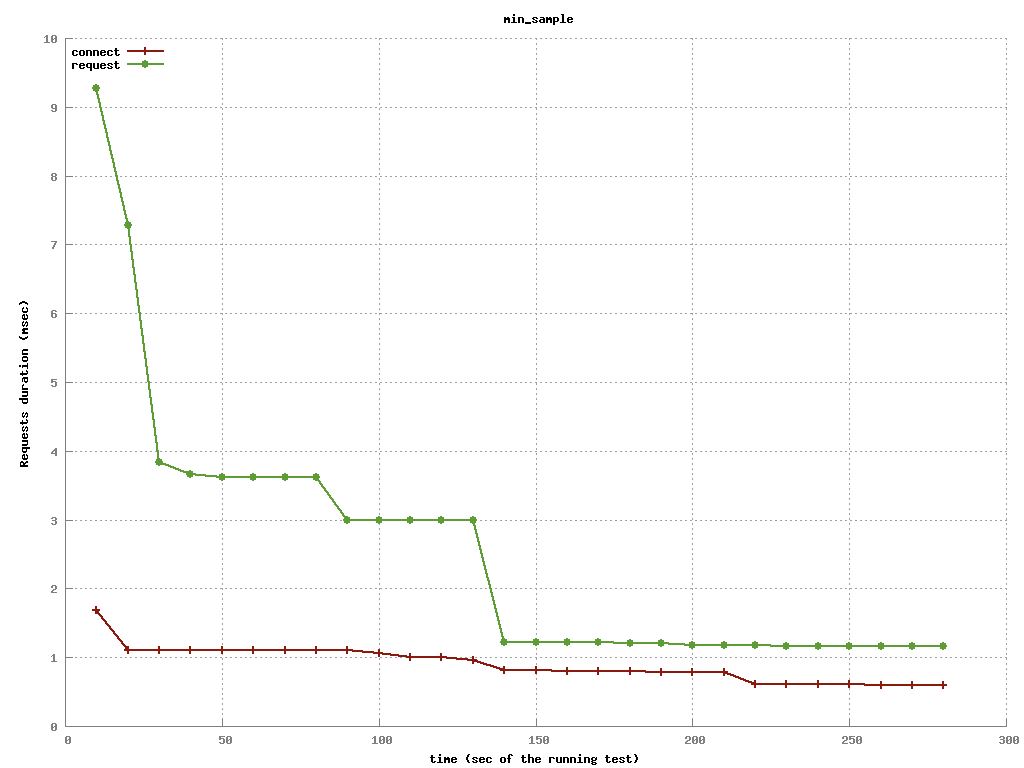 min_sample
connect
request
10
9
8
7
6
5
4
3
2
1
0
Requests duration (msec)
0 50 100 150 200 250 300
time (sec of the running test)